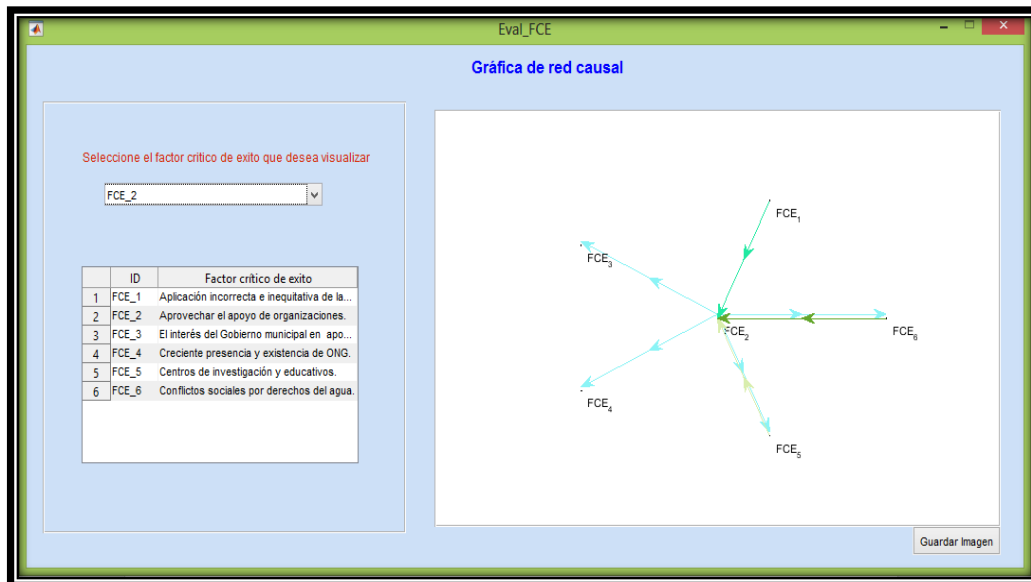 Eval_FCE
Gráfica de red causal
Seleccione el factor critico de exito que desea visualizar
FCE_2
ID Factor crítico de exito
1 FCE_1 Aplicación incorrecta e inequitativa de la...
2 FCE_2 Aprovechar el apoyo de organizaciones.
3 FCE_3 El interés del Gobierno municipal en apo...
4 FCE_4 Creciente presencia y existencia de ONG.
5 FCE_5 Centros de investigación y educativos.
6 FCE_6 Conflictos sociales por derechos del agua.
FCE₁
FCE₃
FCE₂
FCE₆
FCE₄
FCE₅
Guardar Imagen